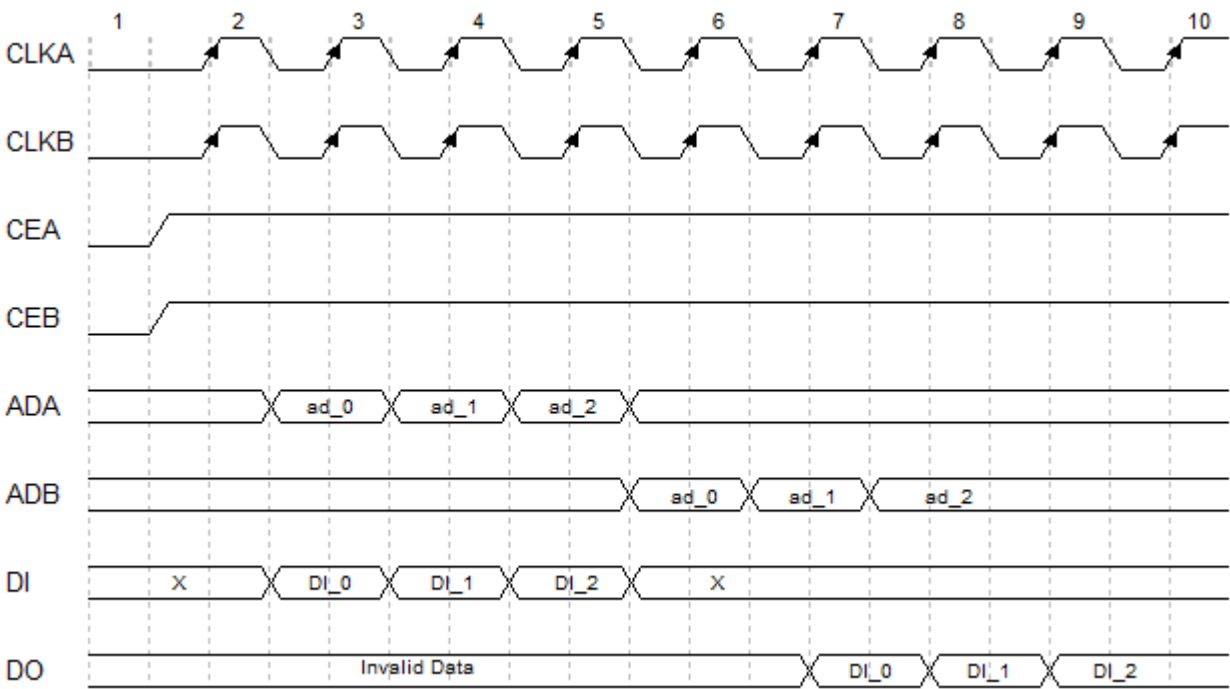 1 2 3 4 5 6 7 8 9 10
CLKA
CLKB
CEA
CEB
ADA ad_0 ad_1 ad_2
ADB ad_0 ad_1 ad_2
DI X DI_0 DI_1 DI_2 X
DO Invalid Data DI_0 DI_1 DI_2